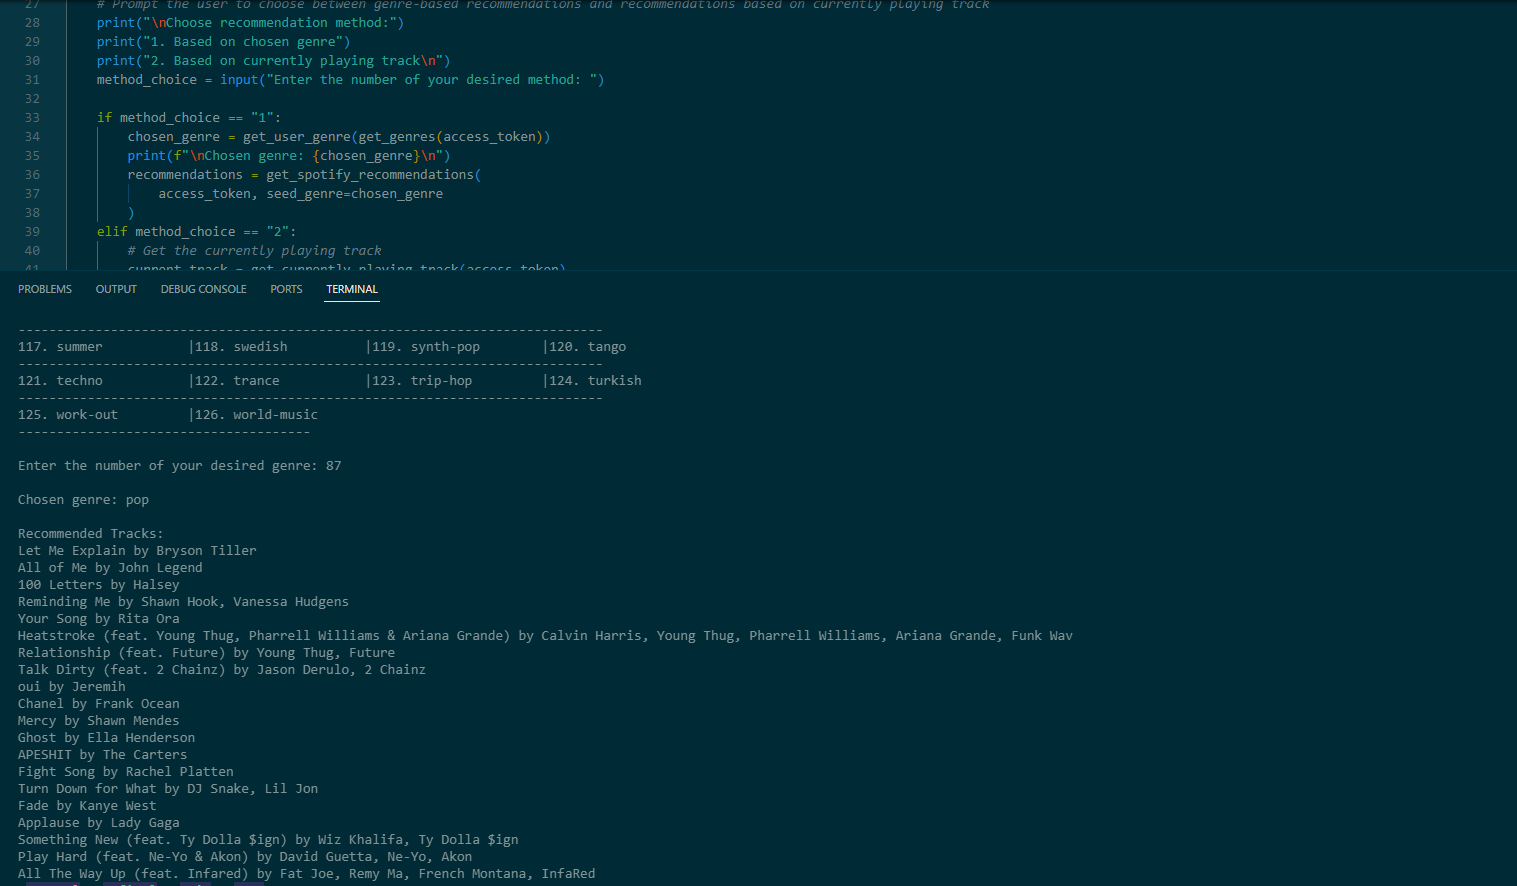 27 # Prompt the user to choose between genre-based recommendations and recommendations based on currently playing track
28 print("\nChoose recommendation method:")
29 print("1. Based on chosen genre")
30 print("2. Based on currently playing track\n")
31 method_choice = input("Enter the number of your desired method: ")
32
33 if method_choice == "1":
34 chosen_genre = get_user_genre(get_genres(access_token))
35 print(f"\nChosen genre: {chosen_genre}\n")
36 recommendations = get_spotify_recommendations(
37 access_token, seed_genre=chosen_genre
38 )
39 elif method_choice == "2":
40 # Get the currently playing track
41 current_track = get_currently_playing_track(access_token)
PROBLEMS OUTPUT DEBUG CONSOLE PORTS TERMINAL
----------------------------------------------------------------------------
117. summer |118. swedish |119. synth-pop |120. tango
----------------------------------------------------------------------------
121. techno |122. trance |123. trip-hop |124. turkish
----------------------------------------------------------------------------
125. work-out |126. world-music
--------------------------------------
Enter the number of your desired genre: 87
Chosen genre: pop
Recommended Tracks:
Let Me Explain by Bryson Tiller
All of Me by John Legend
100 Letters by Halsey
Reminding Me by Shawn Hook, Vanessa Hudgens
Your Song by Rita Ora
Heatstroke (feat. Young Thug, Pharrell Williams & Ariana Grande) by Calvin Harris, Young Thug, Pharrell Williams, Ariana Grande, Funk Wav
Relationship (feat. Future) by Young Thug, Future
Talk Dirty (feat. 2 Chainz) by Jason Derulo, 2 Chainz
oui by Jeremih
Chanel by Frank Ocean
Mercy by Shawn Mendes
Ghost by Ella Henderson
APESHIT by The Carters
Fight Song by Rachel Platten
Turn Down for What by DJ Snake, Lil Jon
Fade by Kanye West
Applause by Lady Gaga
Something New (feat. Ty Dolla $ign) by Wiz Khalifa, Ty Dolla $ign
Play Hard (feat. Ne-Yo & Akon) by David Guetta, Ne-Yo, Akon
All The Way Up (feat. Infared) by Fat Joe, Remy Ma, French Montana, InfaRed